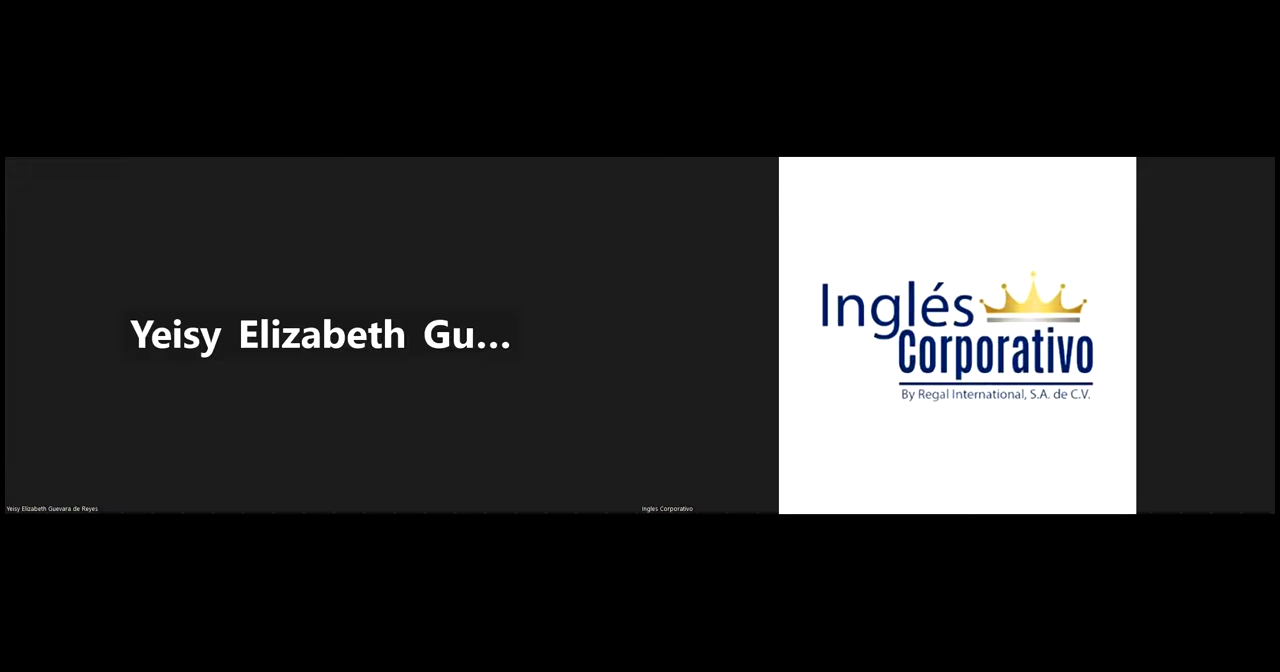 Yeisy Elizabeth Gu...
Yeisy Elizabeth Guevara de Reyes
Inglés
Corporativo
By Regal International, S.A. de C.V.
Ingles Corporativo